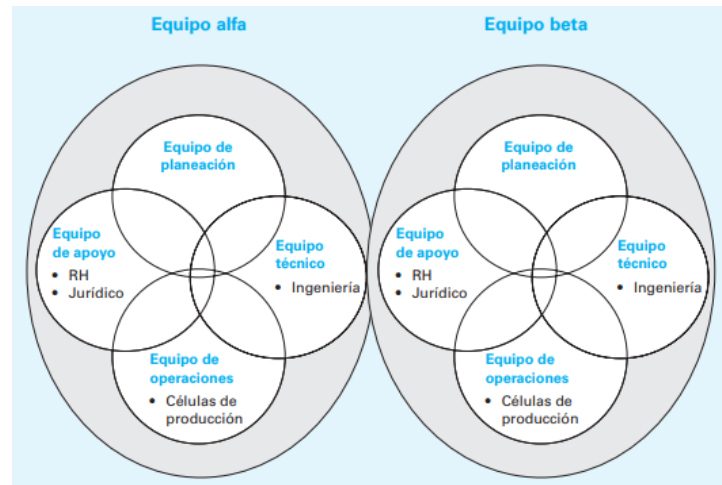 Equipo alfa
Equipo de
planeación
Equipo
de apoyo
• RH
• Jurídico
Equipo
técnico
• Ingeniería
Equipo de
operaciones
• Células de
producción
Equipo beta
Equipo de
planeación
Equipo
de apoyo
• RH
• Jurídico
Equipo
técnico
• Ingeniería
Equipo de
operaciones
• Células de
producción